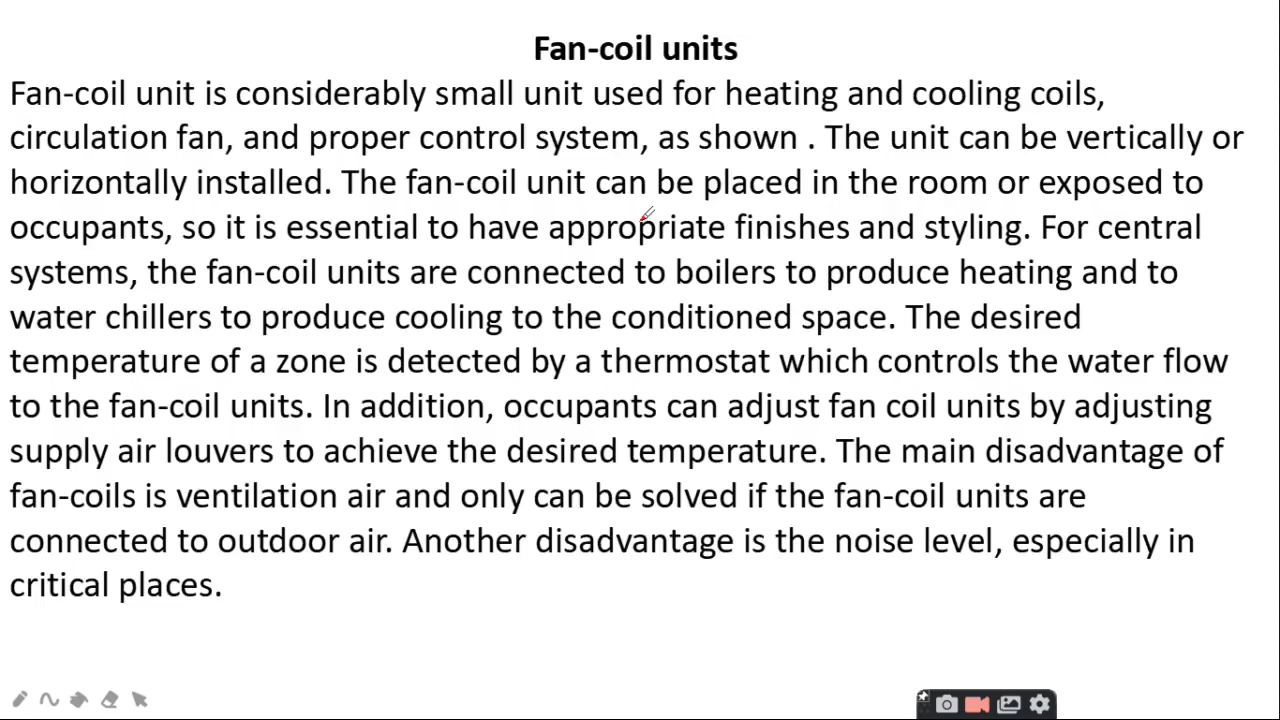 Fan-coil units
Fan-coil unit is considerably small unit used for heating and cooling coils,
circulation fan, and proper control system, as shown . The unit can be vertically or
horizontally installed. The fan-coil unit can be placed in the room or exposed to
occupants, so it is essential to have appropriate finishes and styling. For central
systems, the fan-coil units are connected to boilers to produce heating and to
water chillers to produce cooling to the conditioned space. The desired
temperature of a zone is detected by a thermostat which controls the water flow
to the fan-coil units. In addition, occupants can adjust fan coil units by adjusting
supply air louvers to achieve the desired temperature. The main disadvantage of
fan-coils is ventilation air and only can be solved if the fan-coil units are
connected to outdoor air. Another disadvantage is the noise level, especially in
critical places.